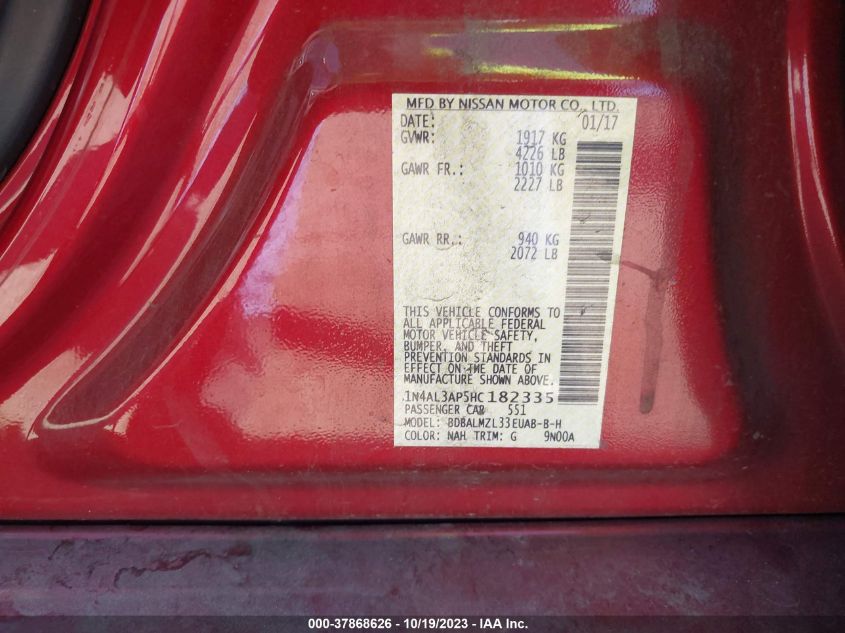 MFD BY NISSAN MOTOR CO., LTD.
DATE: 01/17
GVWR: 1917 KG
4226 LB
GAWR FR.: 1010 KG
2227 LB
GAWR RR.: 940 KG
2072 LB
THIS VEHICLE CONFORMS TO
ALL APPLICABLE FEDERAL
MOTOR VEHICLE SAFETY,
BUMPER, AND THEFT
PREVENTION STANDARDS IN
EFFECT ON THE DATE OF
MANUFACTURE SHOWN ABOVE.
1N4AL3AP5HC182335
PASSENGER CAR 551
MODEL: BDBALMZL33EUAB-B-H
COLOR: NAH TRIM: G 9N00A
000-37868626 - 10/19/2023 - IAA Inc.